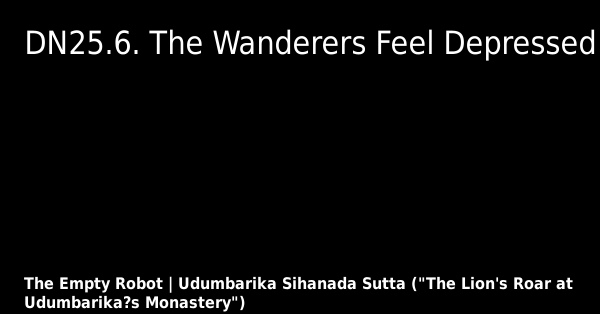 DN25.6. The Wanderers Feel Depressed
The Empty Robot | Udumbarika Sihanada Sutta ("The Lion's Roar at
Udumbarika?s Monastery")